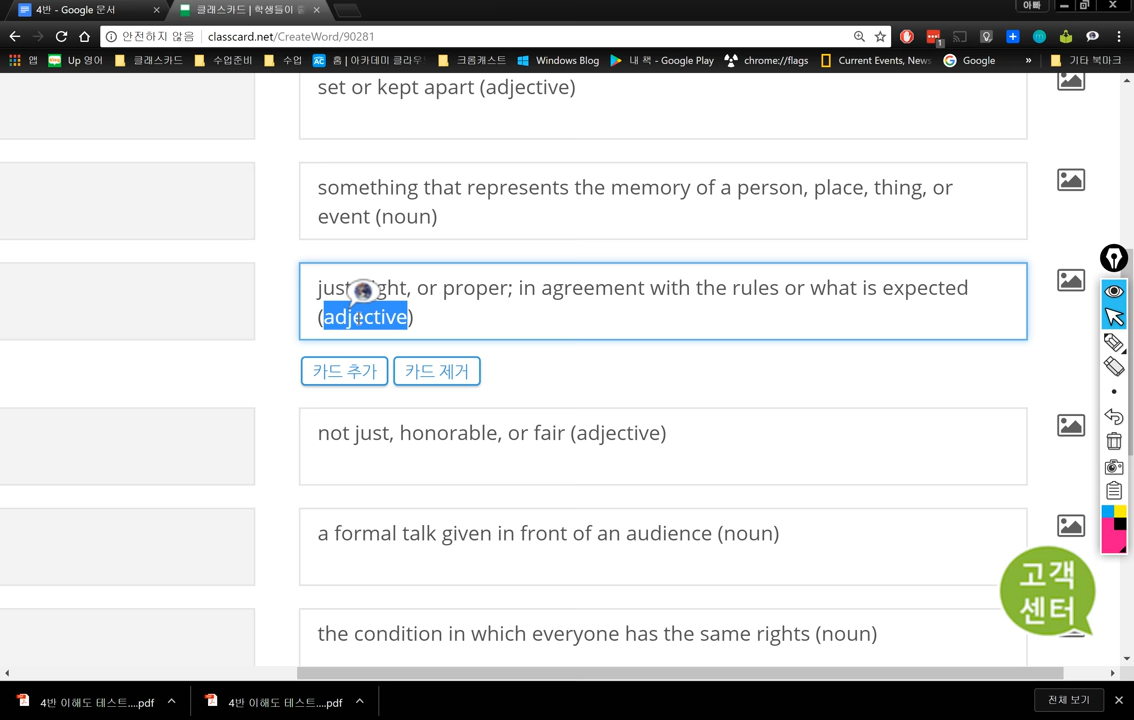 4반 - Google 문서
클래스카드 | 학생들이 좋
아빠
안전하지 않음
classcard.net/CreateWord/90281
앱
Up 영어
클래스카드
수업준비
수업
홈 | 아카데미 클라우
크롬캐스트
Windows Blog
내 책 - Google Play
chrome://flags
Current Events, News
Google
»
기타 북마크
set or kept apart (adjective)
something that represents the memory of a person, place, thing, or
event (noun)
just, right, or proper; in agreement with the rules or what is expected
(adjective)
카드 추가
카드 제거
not just, honorable, or fair (adjective)
a formal talk given in front of an audience (noun)
고객
센터
the condition in which everyone has the same rights (noun)
4반 이해도 테스트....pdf
4반 이해도 테스트....pdf
전체 보기